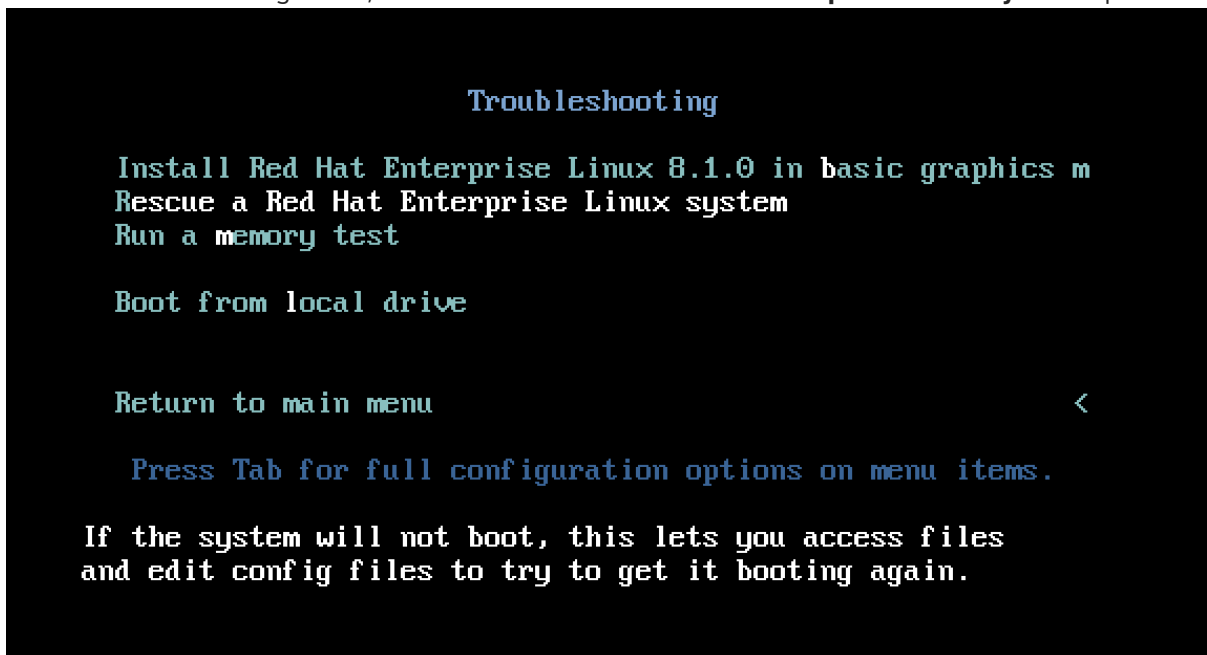 Troubleshooting
Install Red Hat Enterprise Linux 8.1.0 in basic graphics m
Rescue a Red Hat Enterprise Linux system
Run a memory test
Boot from local drive
Return to main menu <
Press Tab for full configuration options on menu items.
If the system will not boot, this lets you access files
and edit config files to try to get it booting again.